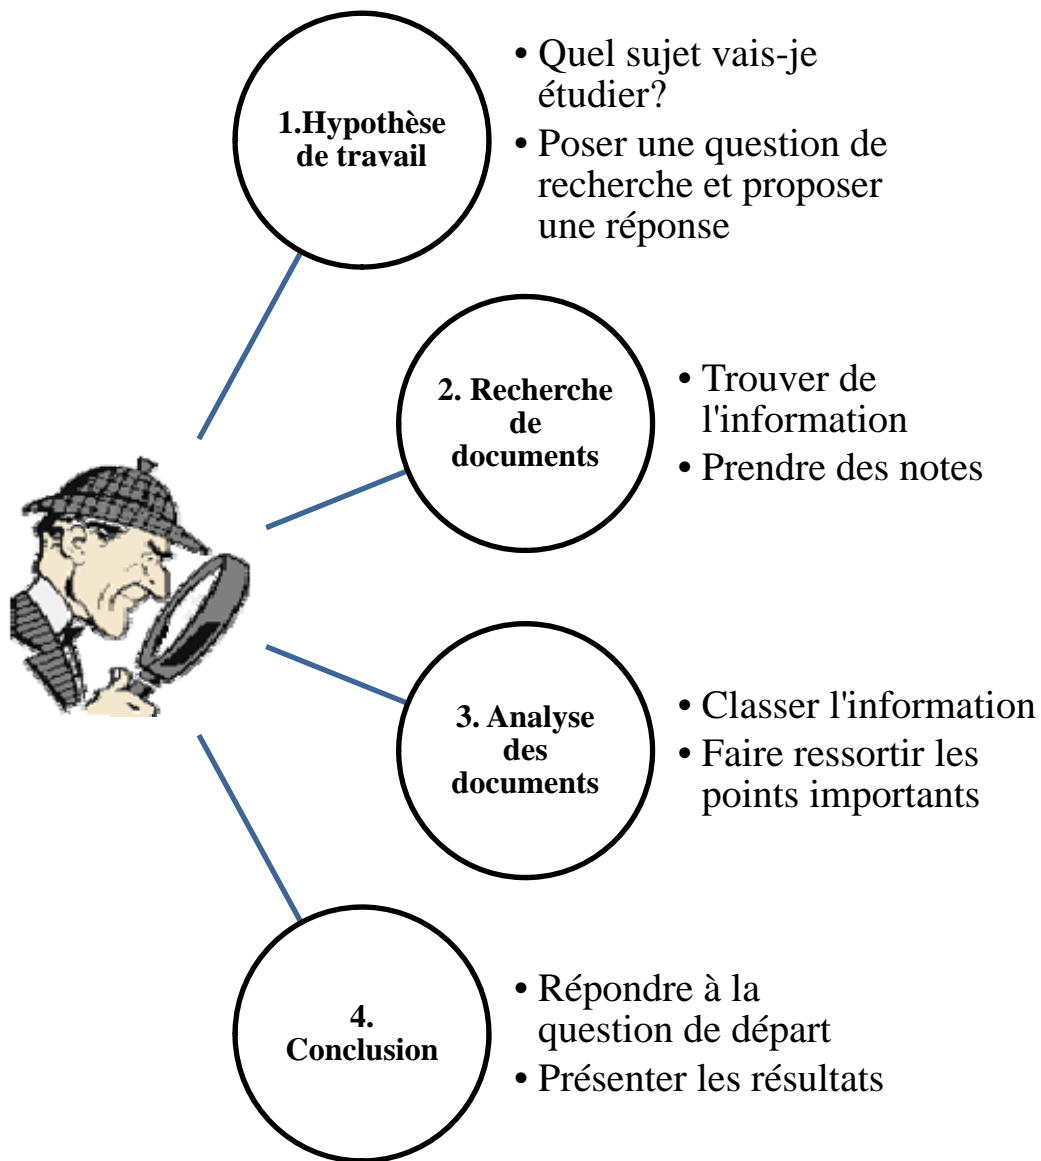 1.Hypothèse
de travail
• Quel sujet vais-je
étudier?
• Poser une question de
recherche et proposer
une réponse
2. Recherche
de
documents
• Trouver de
l'information
• Prendre des notes
3. Analyse
des
documents
• Classer l'information
• Faire ressortir les
points importants
4.
Conclusion
• Répondre à la
question de départ
• Présenter les résultats